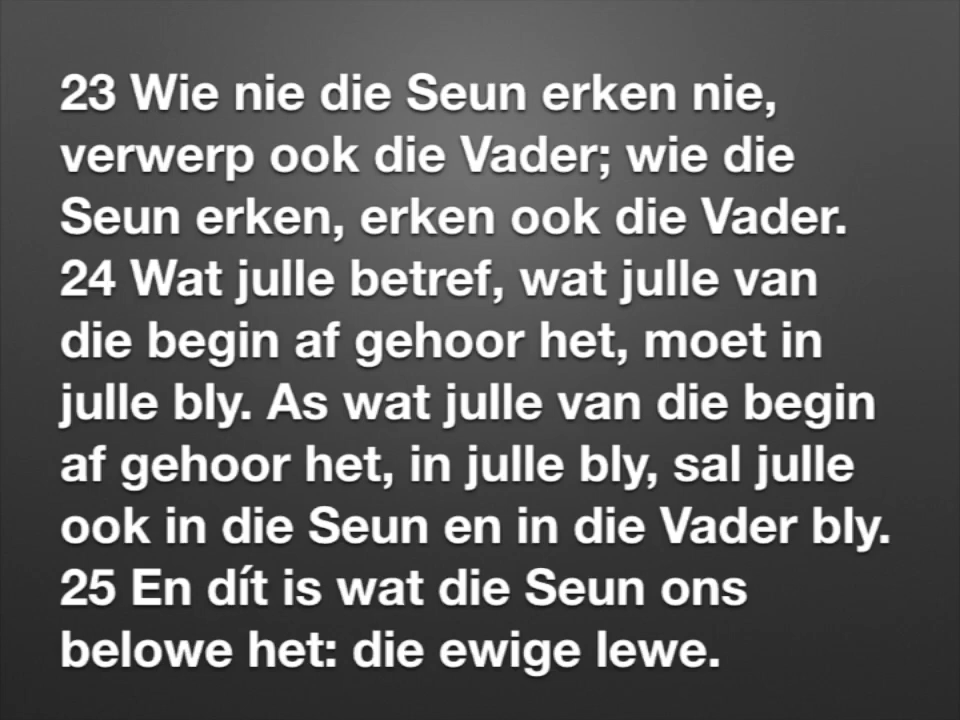 23 Wie nie die Seun erken nie,
verwerp ook die Vader; wie die
Seun erken, erken ook die Vader.
24 Wat julle betref, wat julle van
die begin af gehoor het, moet in
julle bly. As wat julle van die begin
af gehoor het, in julle bly, sal julle
ook in die Seun en in die Vader bly.
25 En dít is wat die Seun ons
belowe het: die ewige lewe.